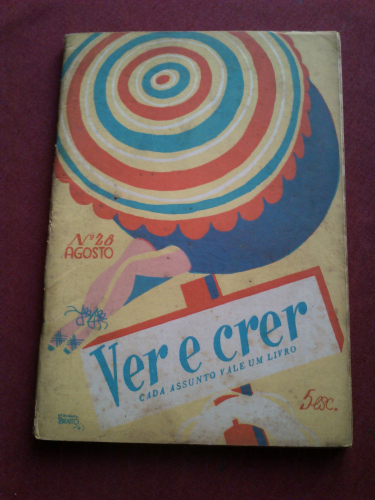 Nº 28
AGOSTO
Ver e crer
CADA ASSUNTO VALE UM LIVRO
5 esc.